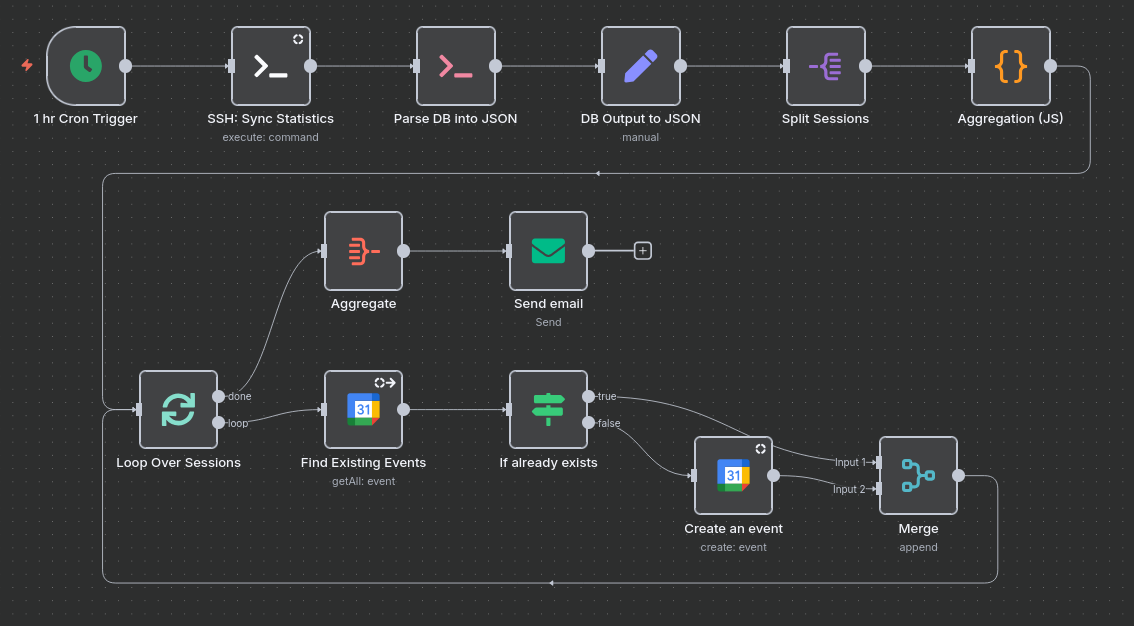 1 hr Cron Trigger
SSH: Sync Statistics
execute: command
Parse DB into JSON
DB Output to JSON
manual
Split Sessions
Aggregation (JS)
Aggregate
Send email
Send
done
loop
Loop Over Sessions
31
Find Existing Events
getAll: event
true
false
If already exists
31
Create an event
create: event
Input 1
Input 2
Merge
append